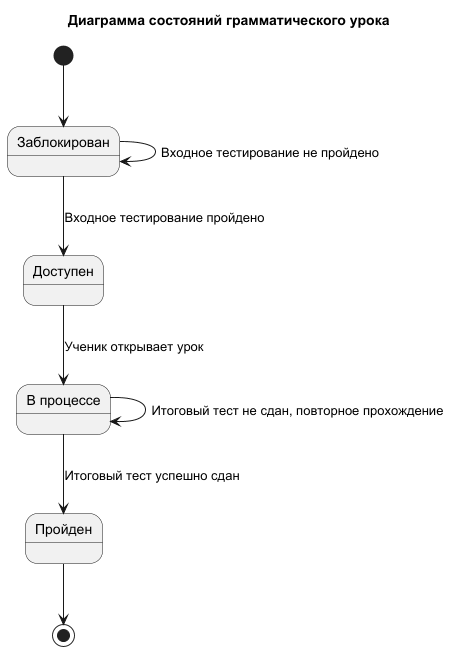 Диаграмма состояний грамматического урока
Заблокирован
Входное тестирование не пройдено
Входное тестирование пройдено
Доступен
Ученик открывает урок
В процессе
Итоговый тест не сдан, повторное прохождение
Итоговый тест успешно сдан
Пройден